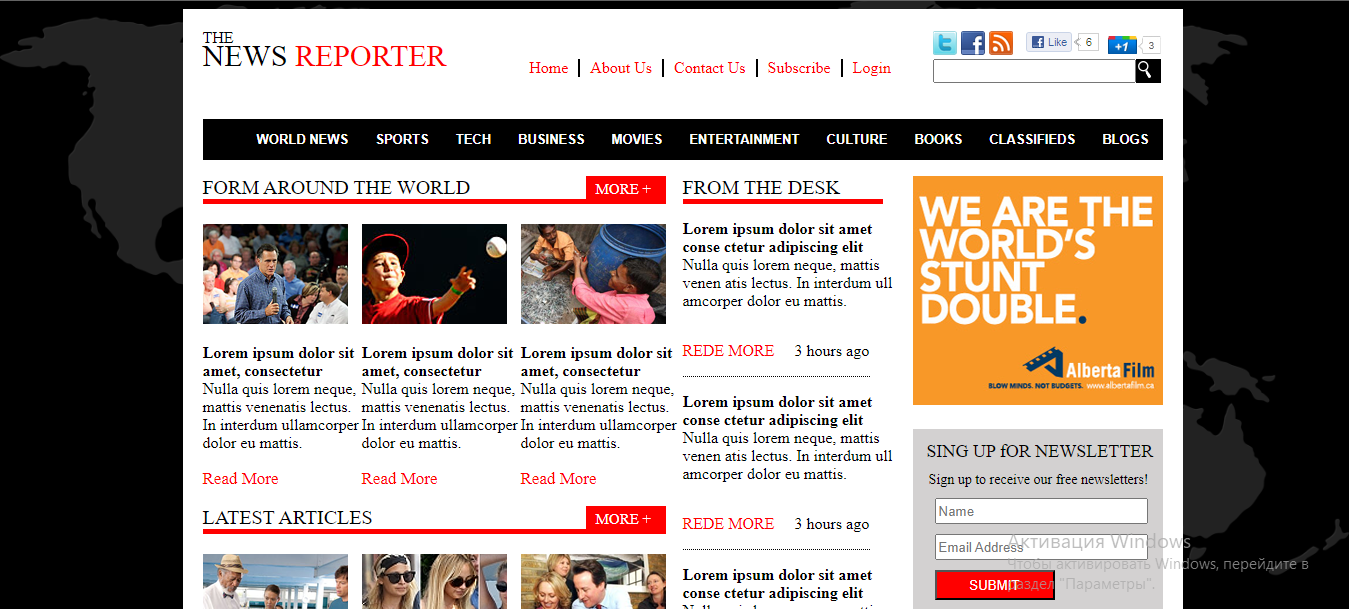 THE
NEWS REPORTER
Home
About Us
Contact Us
Subscribe
Login
Like
6
+1
3
WORLD NEWS SPORTS TECH BUSINESS MOVIES ENTERTAINMENT CULTURE BOOKS CLASSIFIEDS BLOGS
FORM AROUND THE WORLD
MORE +
Lorem ipsum dolor sit
amet, consectetur
Nulla quis lorem neque,
mattis venenatis lectus.
In interdum ullamcorper
dolor eu mattis.
Read More
Lorem ipsum dolor sit
amet, consectetur
Nulla quis lorem neque,
mattis venenatis lectus.
In interdum ullamcorper
dolor eu mattis.
Read More
Lorem ipsum dolor sit
amet, consectetur
Nulla quis lorem neque,
mattis venenatis lectus.
In interdum ullamcorper
dolor eu mattis.
Read More
LATEST ARTICLES
MORE +
FROM THE DESK
Lorem ipsum dolor sit amet
conse ctetur adipiscing elit
Nulla quis lorem neque, mattis
venen atis lectus. In interdum ull
amcorper dolor eu mattis.
REDE MORE 3 hours ago
Lorem ipsum dolor sit amet
conse ctetur adipiscing elit
Nulla quis lorem neque, mattis
venen atis lectus. In interdum ull
amcorper dolor eu mattis.
REDE MORE 3 hours ago
Lorem ipsum dolor sit amet
conse ctetur adipiscing elit
WE ARE THE
WORLD'S
STUNT
DOUBLE.
AlbertaFilm
BLOW MINDS. NOT BUDGETS. www.albertafilm.ca
SING UP fOR NEWSLETTER
Sign up to receive our free newsletters!
Name
Email Address
SUBMIT
Активация Windows
Чтобы активировать Windows, перейдите в
раздел "Параметры".